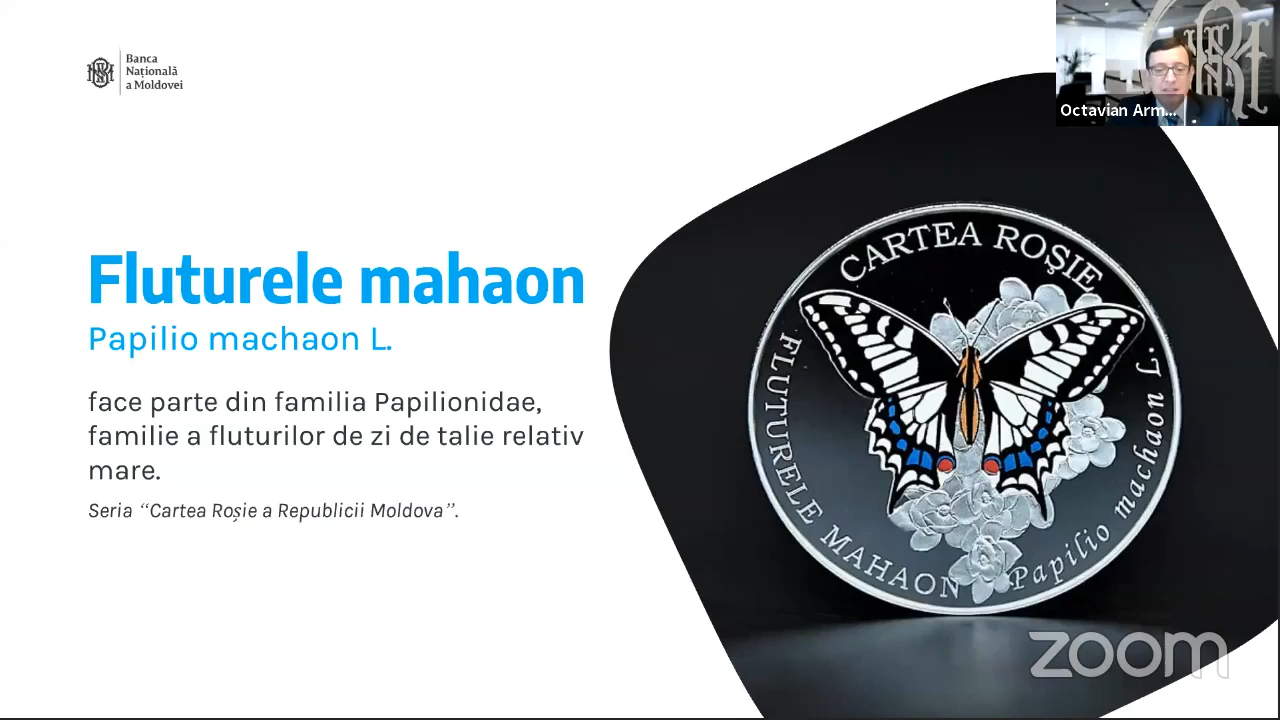 Banca
Națională
a Moldovei
Octavian Arm...
Fluturele mahaon
Papilio machaon L.
face parte din familia Papilionidae,
familie a fluturilor de zi de talie relativ
mare.
Seria “Cartea Roșie a Republicii Moldova”.
CARTEA ROȘIE
FLUTURELE MAHAON
Papilio machaon L.
zoom